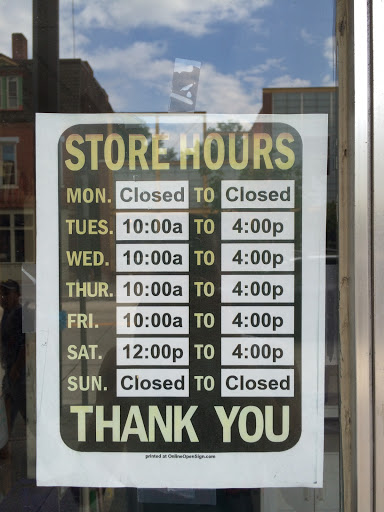 STORE HOURS
MON. Closed TO Closed
TUES. 10:00a TO 4:00p
WED. 10:00a TO 4:00p
THUR. 10:00a TO 4:00p
FRI. 10:00a TO 4:00p
SAT. 12:00p TO 4:00p
SUN. Closed TO Closed
THANK YOU
printed at OnlineOpenSign.com